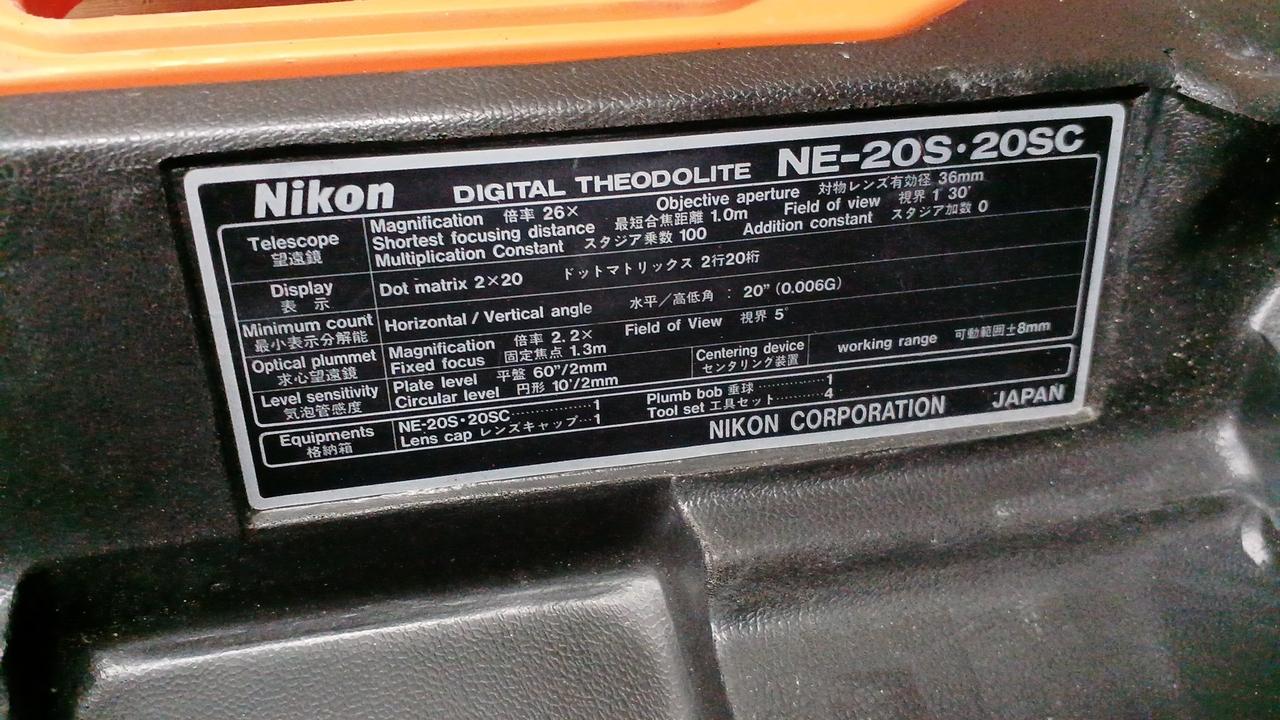 Nikon DIGITAL THEODOLITE NE-20S·20SC
Telescope
望遠鏡
Magnification 倍率 26× Objective aperture 対物レンズ有効径 36mm
Shortest focusing distance 最短合焦距離 1.0m Field of view 視界 1°30'
Multiplication Constant スタジア乗数 100 Addition constant スタジア加数 0
Display
表 示
Dot matrix 2×20 ドットマトリックス 2行20桁
Minimum count
最小表示分解能
Horizontal / Vertical angle 水平/高低角 : 20" (0.006G)
Optical plummet
求心望遠鏡
Magnification 倍率 2.2× Field of View 視界 5°
Fixed focus 固定焦点 1.3m
Level sensitivity
気泡管感度
Plate level 平盤 60"/2mm
Circular level 円形 10'/2mm
Centering device
センタリング装置
working range 可動範囲±8mm
Equipments
格納箱
NE-20S·20SC··············1 Plumb bob 垂球··············1
Lens cap レンズキャップ···1 Tool set 工具セット··········4
NIKON CORPORATION JAPAN